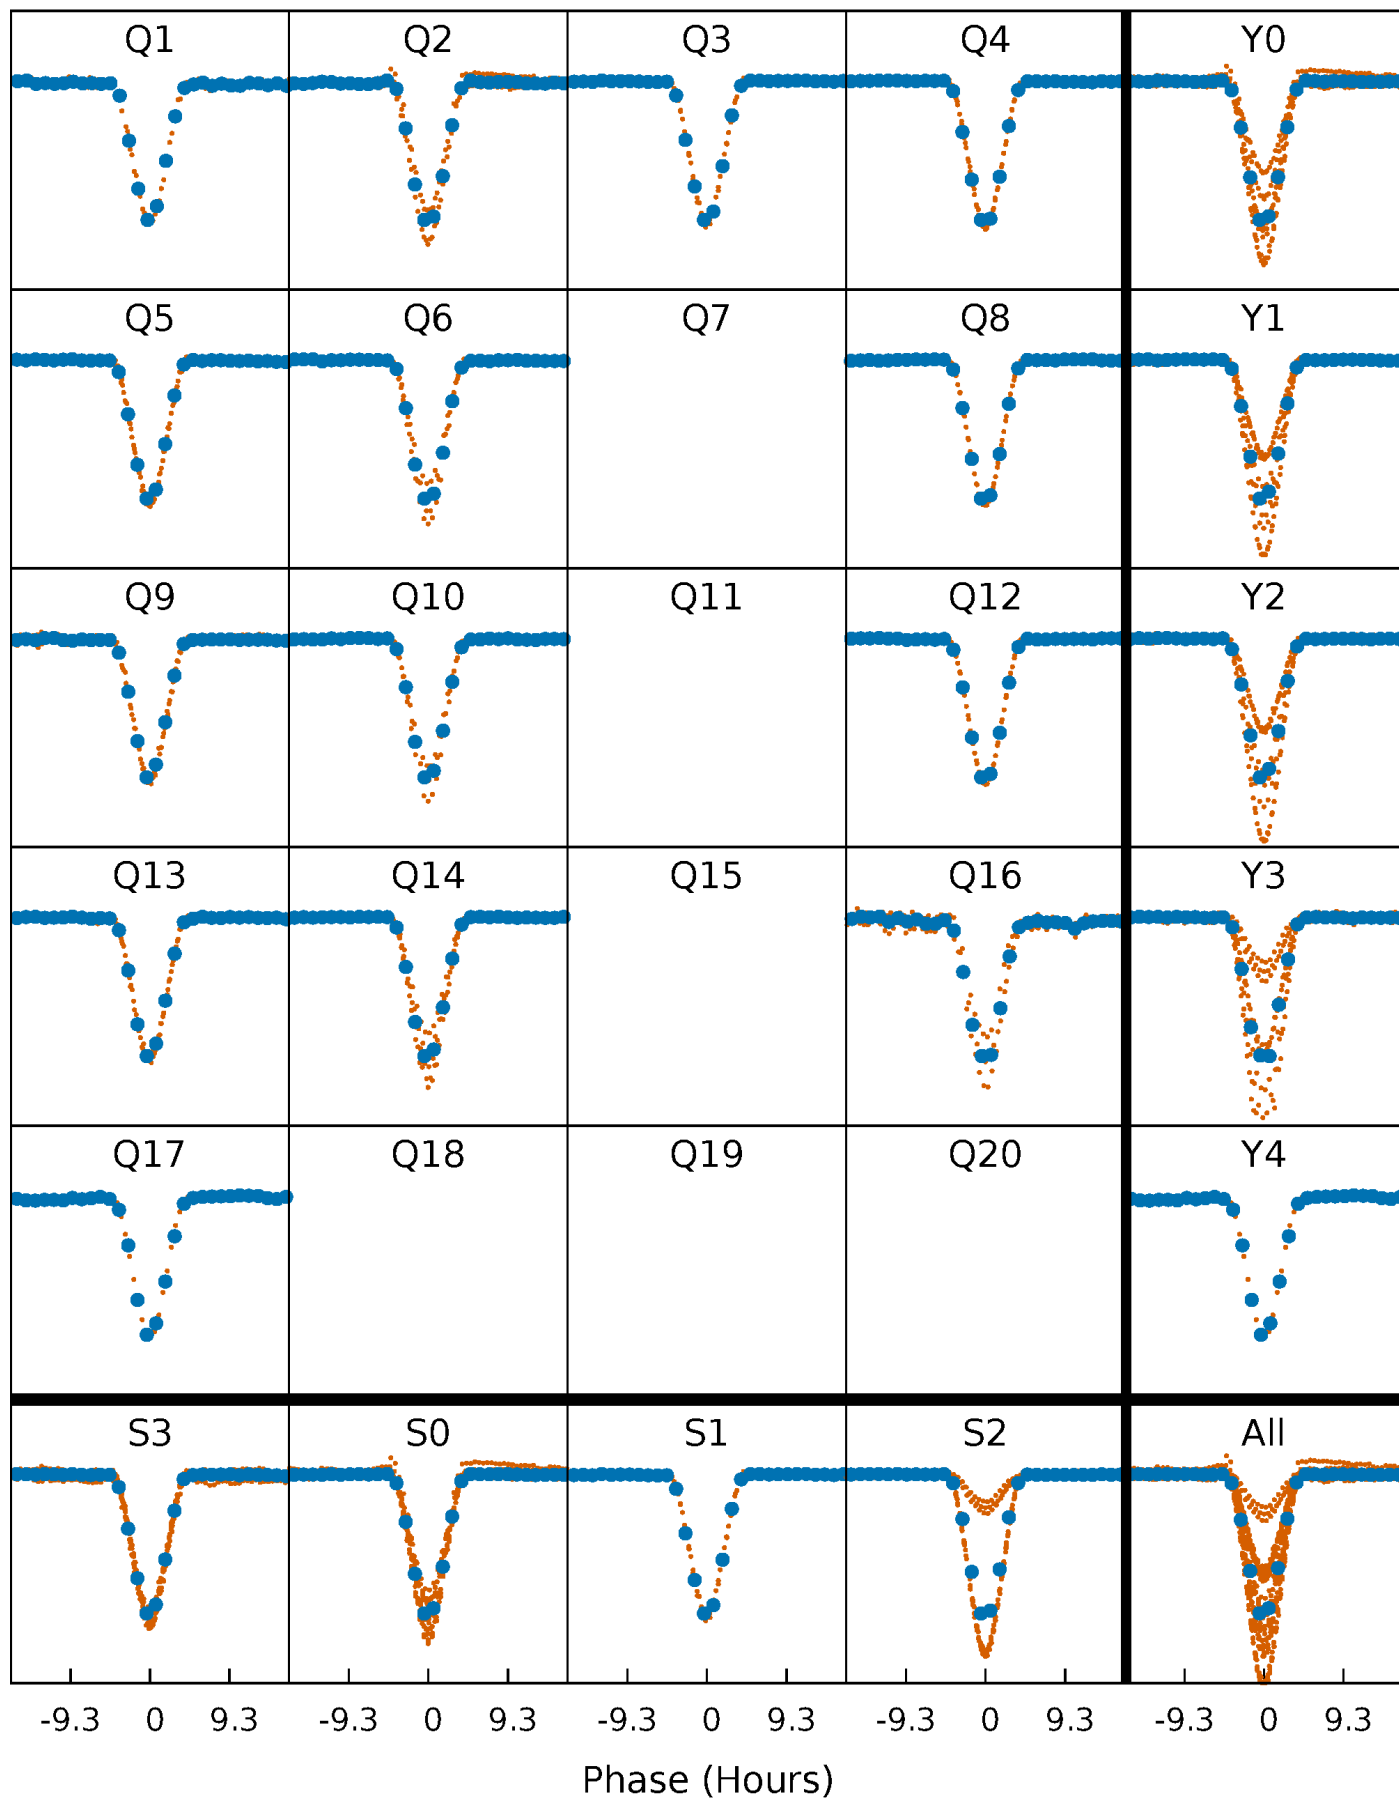 Q1 Q2 Q3 Q4 Y0
Q5 Q6 Q7 Q8 Y1
Q9 Q10 Q11 Q12 Y2
Q13 Q14 Q15 Q16 Y3
Q17 Q18 Q19 Q20 Y4
S3 S0 S1 S2 All
-9.3 0 9.3 -9.3 0 9.3 -9.3 0 9.3 -9.3 0 9.3 -9.3 0 9.3
Phase (Hours)